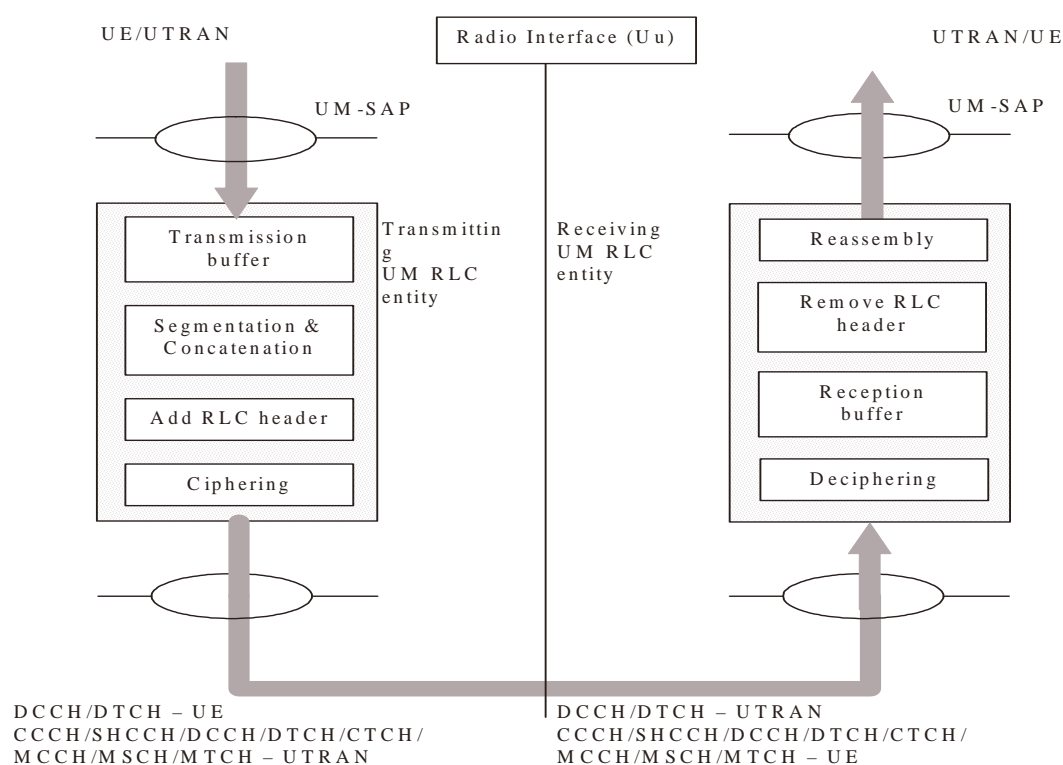 UE/UTRAN
Radio Interface (Uu)
UTRAN/UE
UM-SAP
UM-SAP
Transmission
buffer
Segmentation &
Concatenation
Add RLC header
Ciphering
Transmittin
g
UM RLC
entity
Receiving
UM RLC
entity
Reassembly
Remove RLC
header
Reception
buffer
Deciphering
DCCH/DTCH – UE
CCCH/SHCCH/DCCH/DTCH/CTCH/
MCCH/MSCH/MTCH – UTRAN
DCCH/DTCH – UTRAN
CCCH/SHCCH/DCCH/DTCH/CTCH/
MCCH/MSCH/MTCH – UE